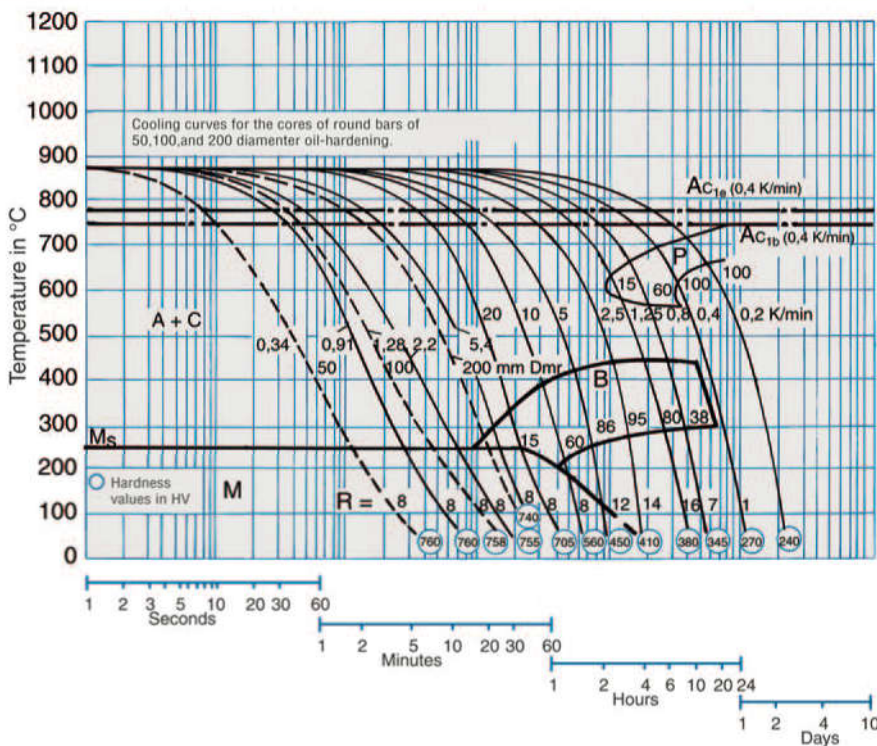 1200
1100
1000
900
800
700
600
500
400
300
200
100
0
Temperature in °C
Cooling curves for the cores of round bars of
50,100,and 200 diamenter oil-hardening.
AC1e (0,4 K/min)
AC1b (0,4 K/min)
P
100
15 60 100
2,5 1,25 0,8 0,4 0,2 K/min
20 10 5
A + C
0,34 0,91 1,28 2,2 5,4
50 100 200 mm Dmr.
B
95 80 38
86
15 60
Ms
Hardness
values in HV
M
R = 8 8 8 8 8 8 8 12 14 16 7 1
740
760 760 758 755 705 560 450 410 380 345 270 240
1 2 3 5 10 20 30 60
Seconds
1 2 5 10 20 30 60
Minutes
1 2 4 6 10 20 24
Hours
1 2 4 10
Days